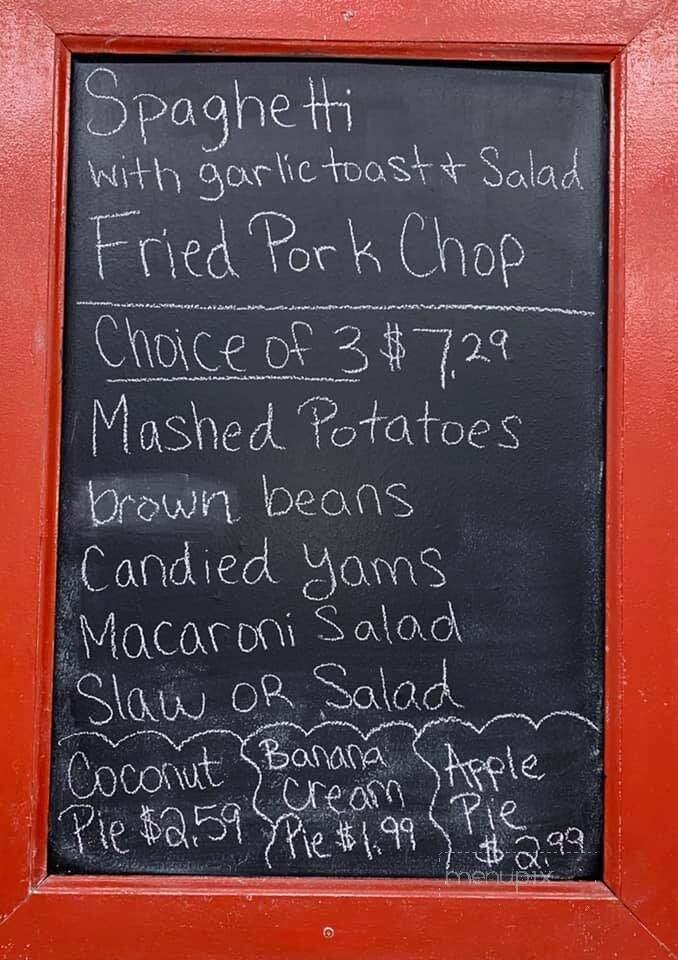 Spaghetti
with garlic toast & Salad
Fried Pork Chop
Choice of 3 $7.29
Mashed Potatoes
brown beans
Candied yams
Macaroni Salad
Slaw OR Salad
Coconut
Pie $2.59
Banana
Cream
Pie $1.99
Apple
Pie
$2.99
menupix